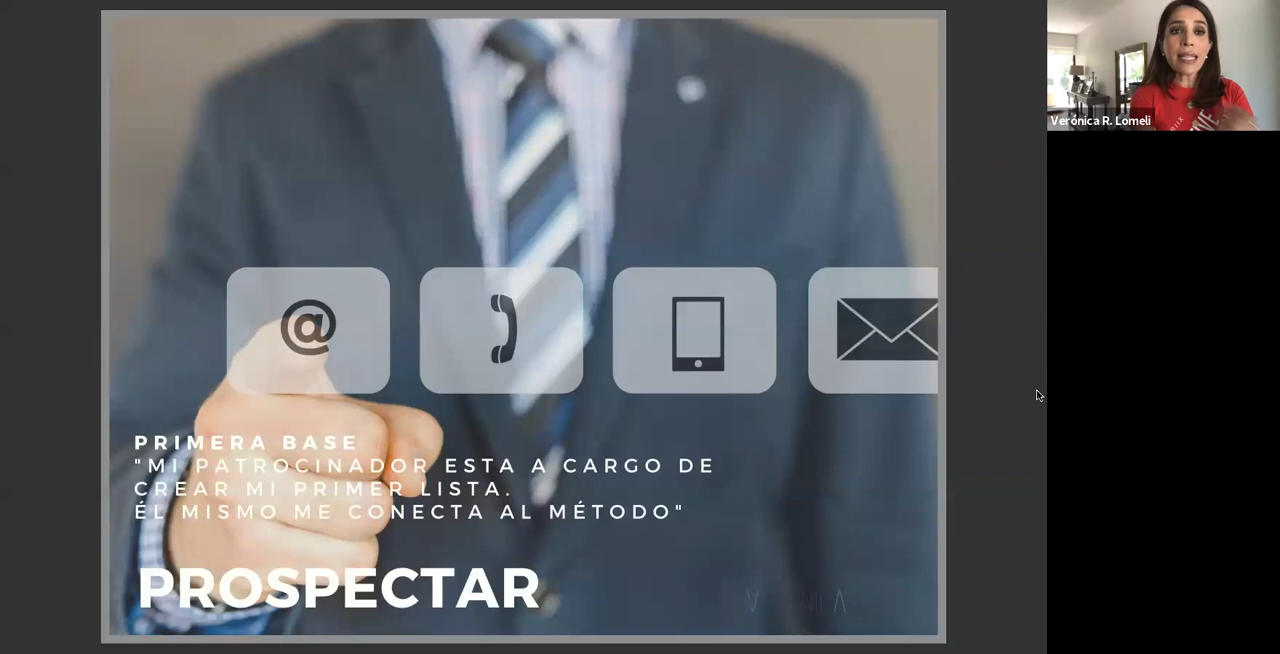 @
PRIMERA BASE
"MI PATROCINADOR ESTA A CARGO DE
CREAR MI PRIMER LISTA.
ÉL MISMO ME CONECTA AL MÉTODO"
PROSPECTAR
Verónica R. Lomelí